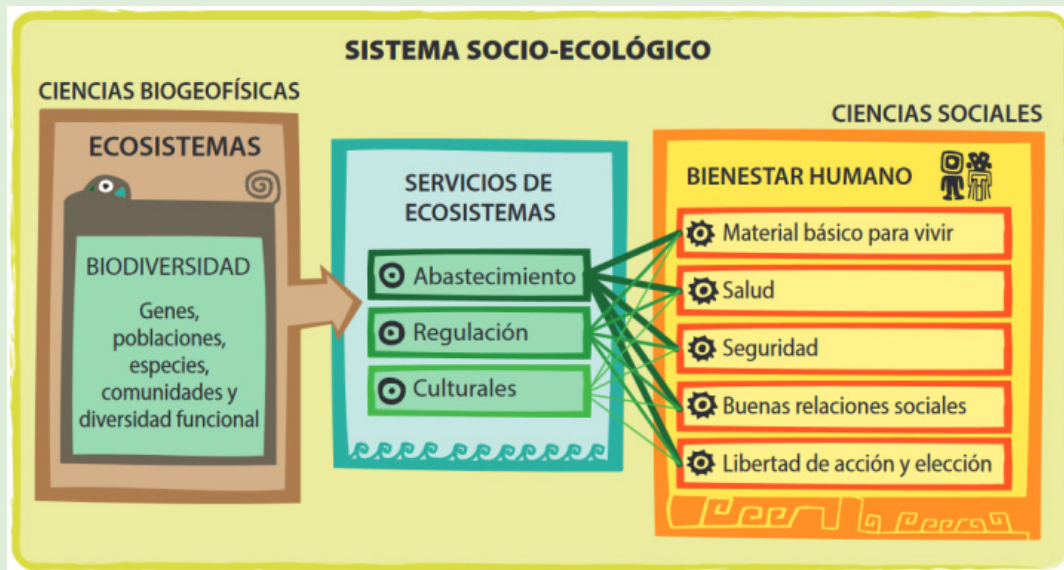 SISTEMA SOCIO-ECOLÓGICO
CIENCIAS BIOGEOFÍSICAS
ECOSISTEMAS
BIODIVERSIDAD
Genes,
poblaciones,
especies,
comunidades y
diversidad funcional
SERVICIOS DE
ECOSISTEMAS
Abastecimiento
Regulación
Culturales
CIENCIAS SOCIALES
BIENESTAR HUMANO
Material básico para vivir
Salud
Seguridad
Buenas relaciones sociales
Libertad de acción y elección